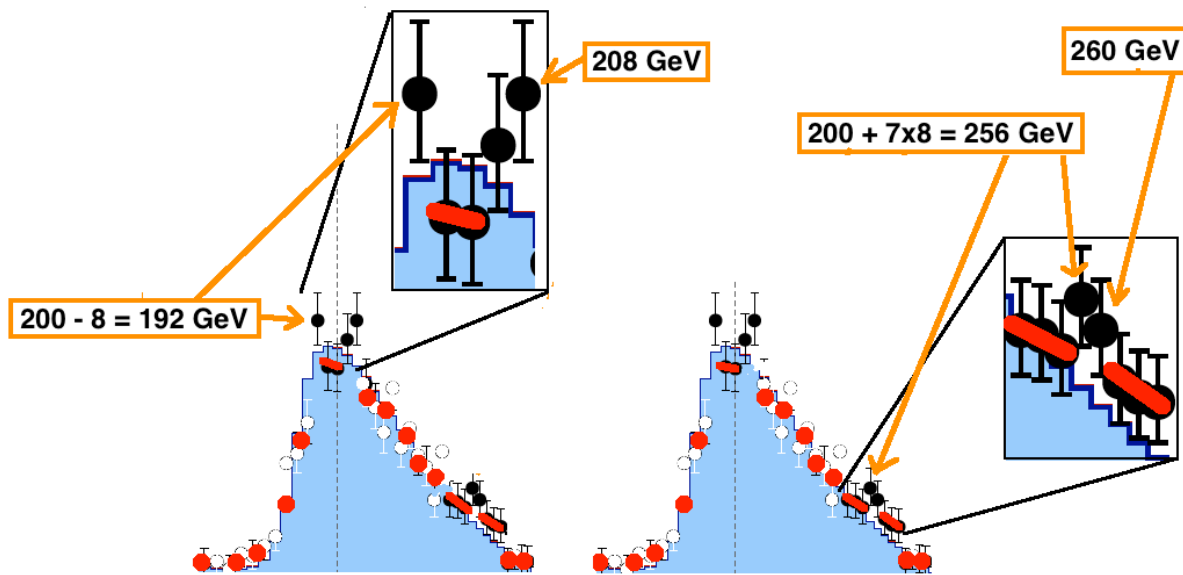 208 GeV
260 GeV
200 + 7x8 = 256 GeV
200 - 8 = 192 GeV